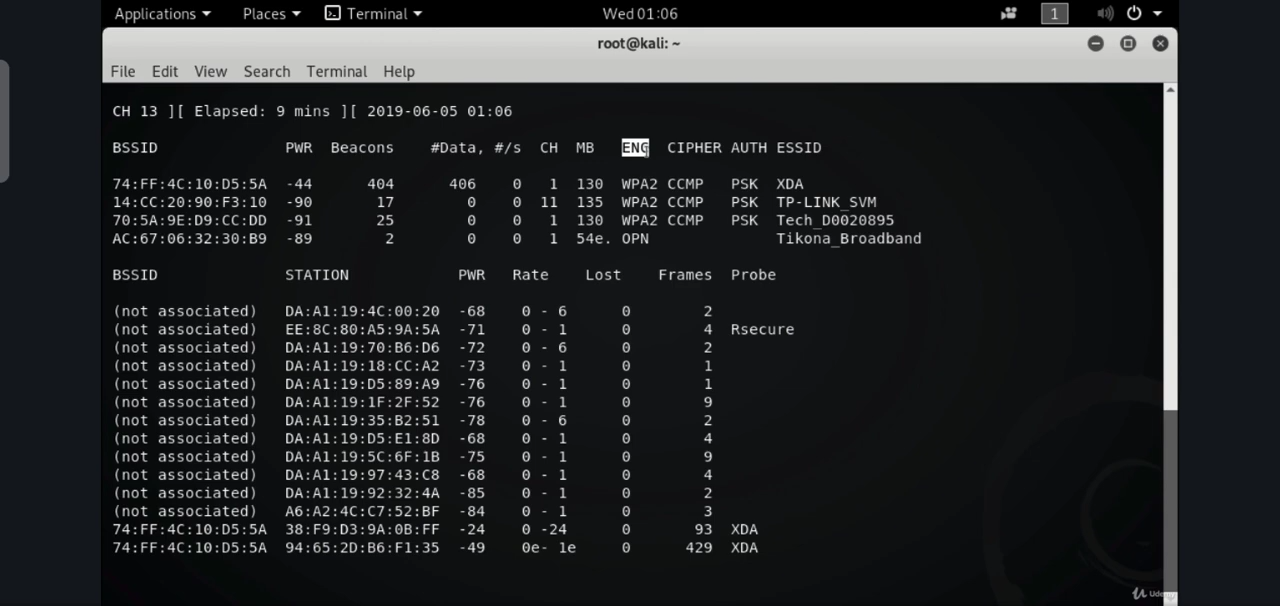 Applications Places Terminal Wed 01:06 1
root@kali: ~
File Edit View Search Terminal Help
CH 13 ][ Elapsed: 9 mins ][ 2019-06-05 01:06
BSSID PWR Beacons #Data, #/s CH MB ENC CIPHER AUTH ESSID
74:FF:4C:10:D5:5A -44 404 406 0 1 130 WPA2 CCMP PSK XDA
14:CC:20:90:F3:10 -90 17 0 0 11 135 WPA2 CCMP PSK TP-LINK_SVM
70:5A:9E:D9:CC:DD -91 25 0 0 1 130 WPA2 CCMP PSK Tech_D0020895
AC:67:06:32:30:B9 -89 2 0 0 1 54e. OPN Tikona_Broadband
BSSID STATION PWR Rate Lost Frames Probe
(not associated) DA:A1:19:4C:00:20 -68 0 - 6 0 2
(not associated) EE:8C:80:A5:9A:5A -71 0 - 1 0 4 Rsecure
(not associated) DA:A1:19:70:B6:D6 -72 0 - 6 0 2
(not associated) DA:A1:19:18:CC:A2 -73 0 - 1 0 1
(not associated) DA:A1:19:D5:89:A9 -76 0 - 1 0 1
(not associated) DA:A1:19:1F:2F:52 -76 0 - 1 0 9
(not associated) DA:A1:19:35:B2:51 -78 0 - 6 0 2
(not associated) DA:A1:19:D5:E1:8D -68 0 - 1 0 4
(not associated) DA:A1:19:5C:6F:1B -75 0 - 1 0 9
(not associated) DA:A1:19:97:43:C8 -68 0 - 1 0 4
(not associated) DA:A1:19:92:32:4A -85 0 - 1 0 2
(not associated) A6:A2:4C:C7:52:BF -84 0 - 1 0 3
74:FF:4C:10:D5:5A 38:F9:D3:9A:0B:FF -24 0 -24 0 93 XDA
74:FF:4C:10:D5:5A 94:65:2D:B6:F1:35 -49 0e- 1e 0 429 XDA
Udemy